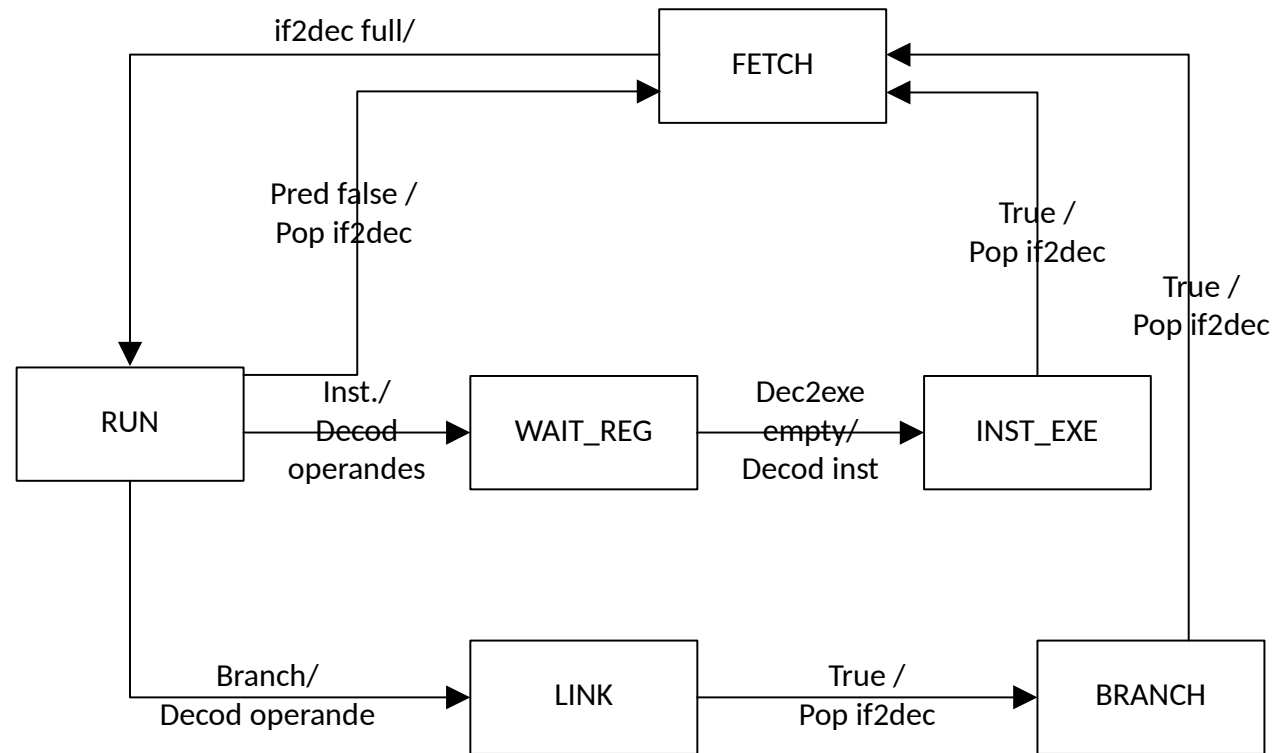 if2dec full/
FETCH
Pred false /
Pop if2dec
True /
Pop if2dec
True /
Pop if2dec
RUN
Inst./
Decod
operandes
WAIT_REG
Dec2exe
empty/
Decod inst
INST_EXE
Branch/
Decod operande
LINK
True /
Pop if2dec
BRANCH